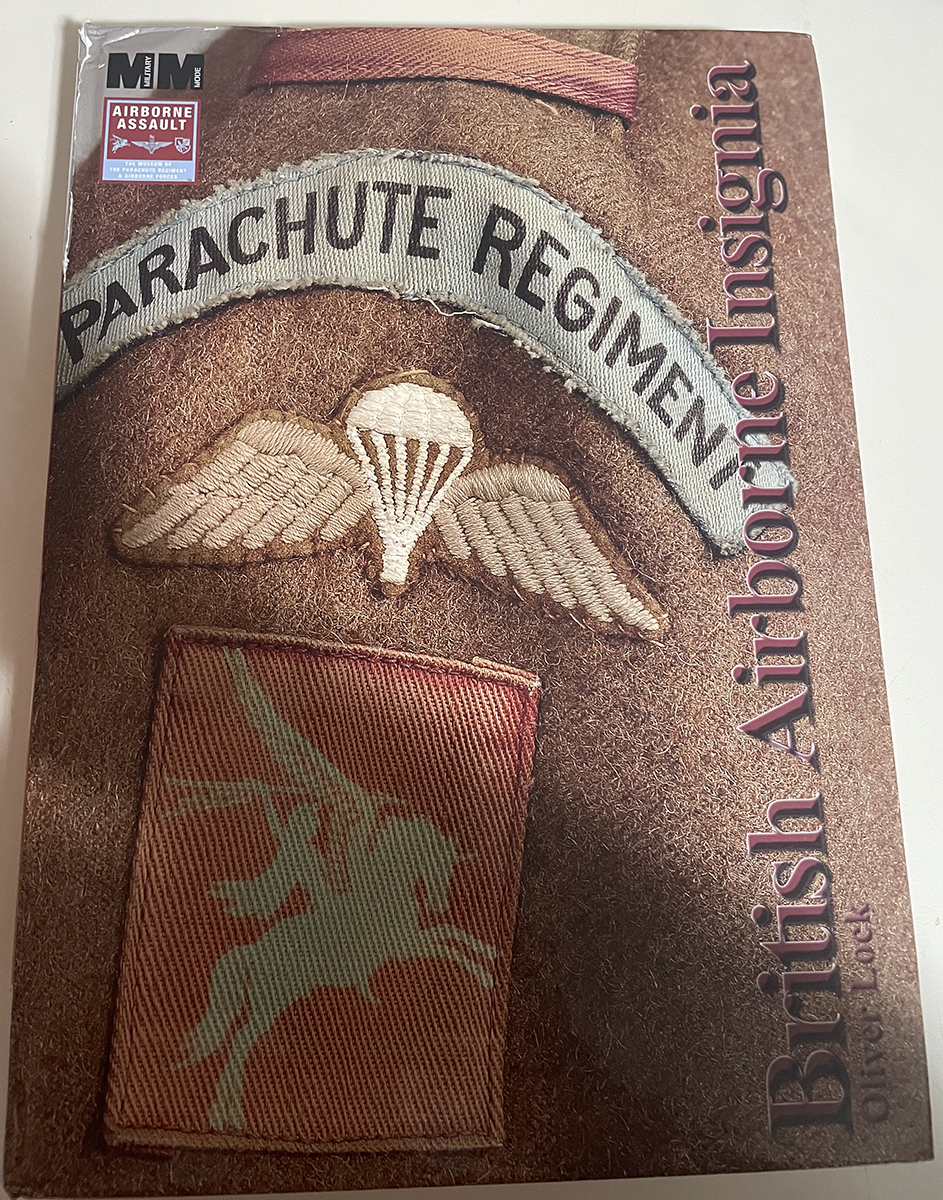 MILITARY MODE
AIRBORNE
ASSAULT
THE MUSEUM OF
THE PARACHUTE REGIMENT
& AIRBORNE FORCES
PARACHUTE REGIMENT
British Airborne Insignia
Oliver Lock